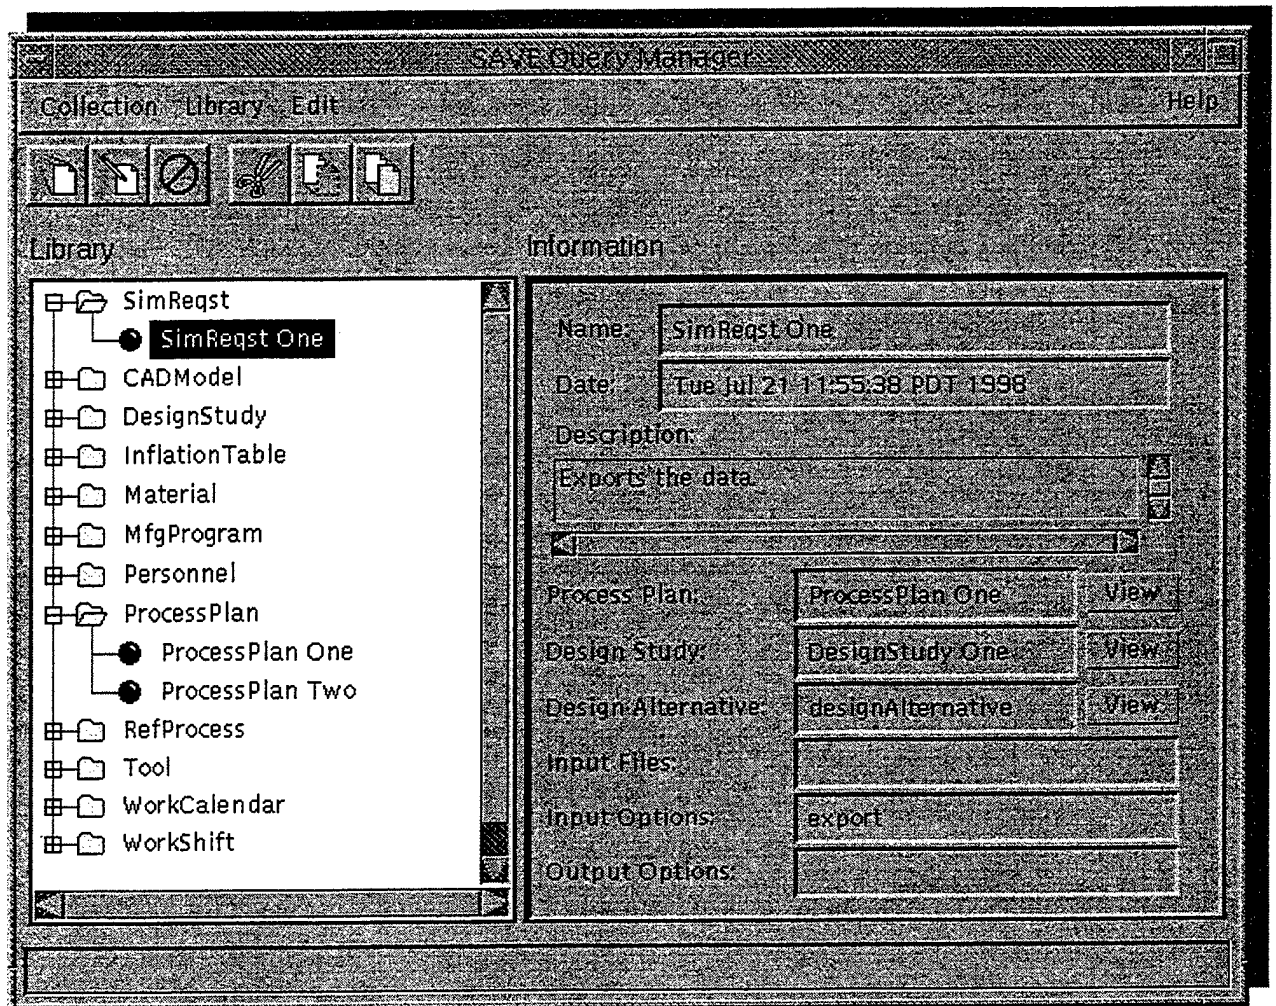 SAVE Query Manager
Collection Library Edit Help
Library
Information
SimReqst
SimReqst One
CADModel
DesignStudy
InflationTable
Material
MfgProgram
Personnel
ProcessPlan
ProcessPlan One
ProcessPlan Two
RefProcess
Tool
WorkCalendar
WorkShift
Name: SimReqst One
Date: Tue Jul 21 11:55:38 PDT 1998
Description:
Exports the data.
Process Plan: ProcessPlan One View
Design Study: DesignStudy One View
Design Alternative: designAlternative View
Input Files:
Input Options: export
Output Options: